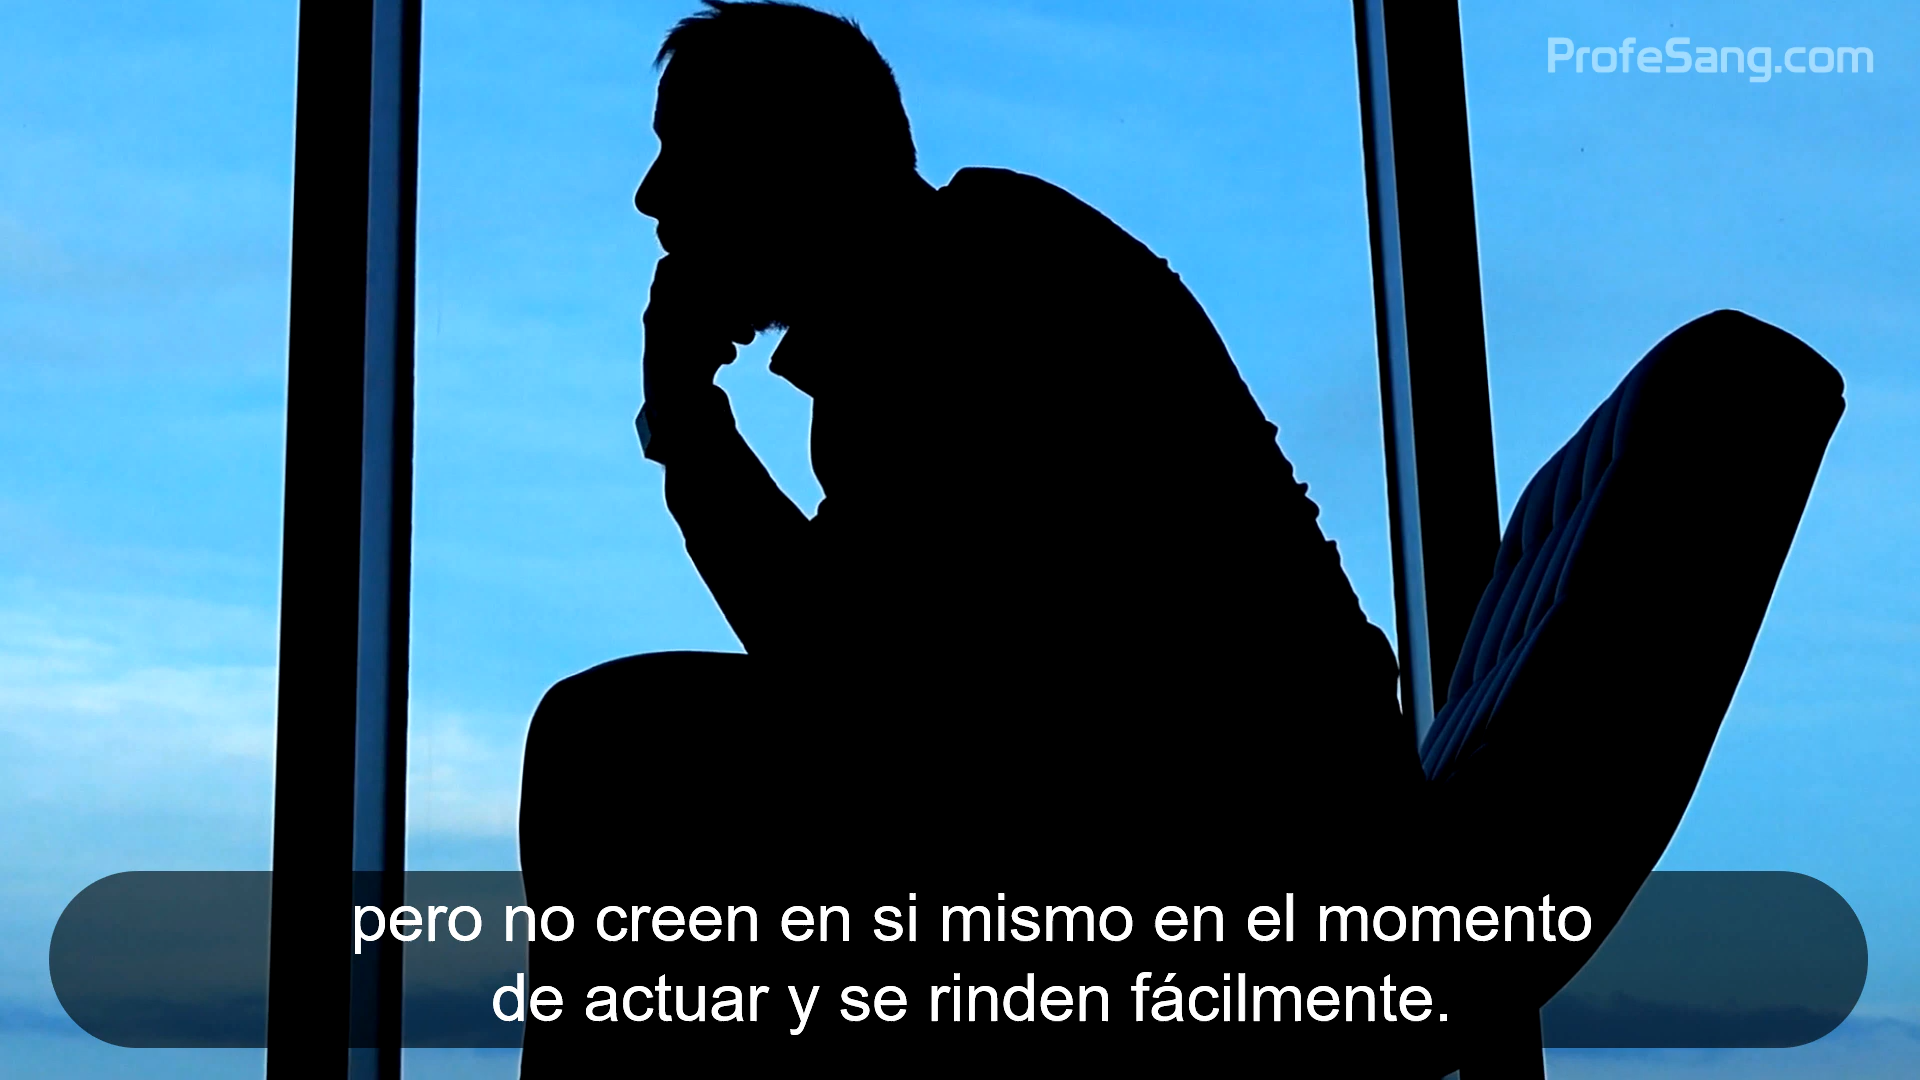 ProfeSang.com
pero no creen en si mismo en el momento
de actuar y se rinden fácilmente.